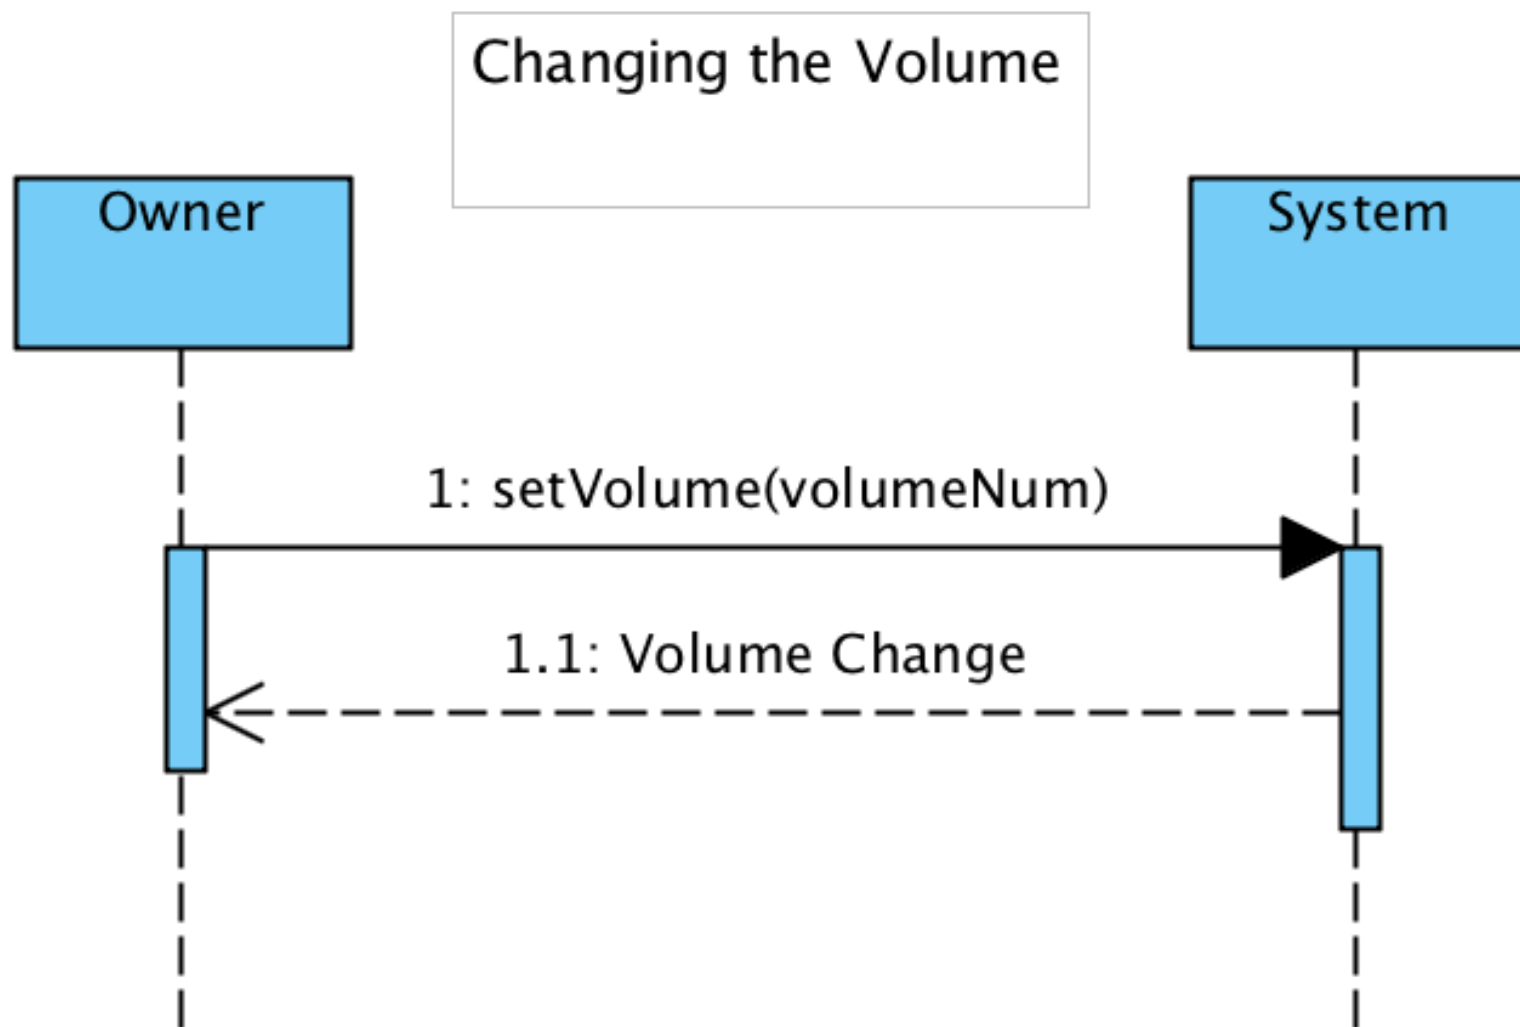 Changing the Volume
Owner
System
1: setVolume(volumeNum)
1.1: Volume Change